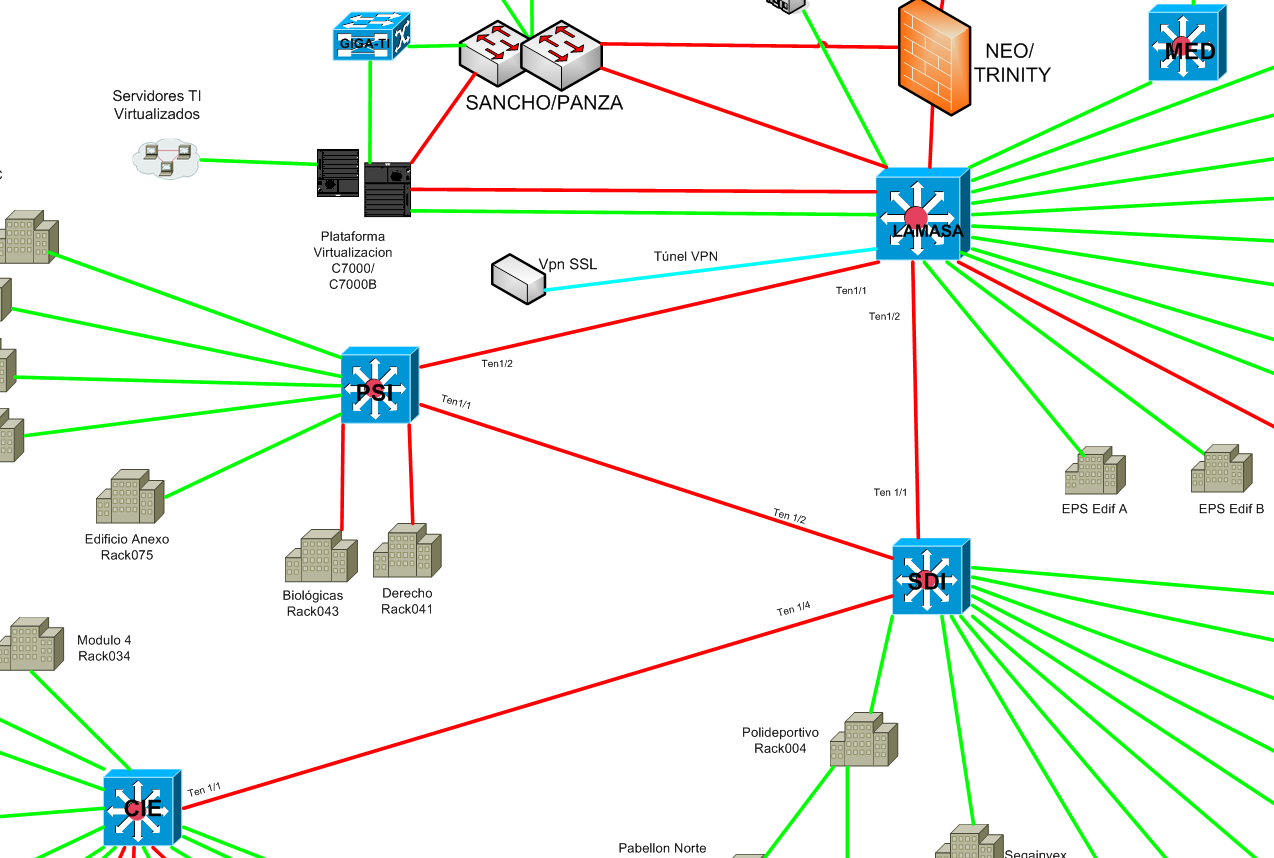 GIGA-TI
SANCHO/PANZA
NEO/
TRINITY
MED
Servidores TI
Virtualizados
C
LAMASA
Plataforma
Virtualizacion
C7000/
C7000B
Vpn SSL
Túnel VPN
Ten1/1
Ten1/2
Ten1/2
PSI
Ten1/1
Ten 1/1
Ten 1/2
EPS Edif A
EPS Edif B
Edificio Anexo
Rack075
Biológicas
Rack043
Derecho
Rack041
SDI
Ten 1/4
Modulo 4
Rack034
Polideportivo
Rack004
Ten 1/1
CIE
Pabellon Norte
Segainvex